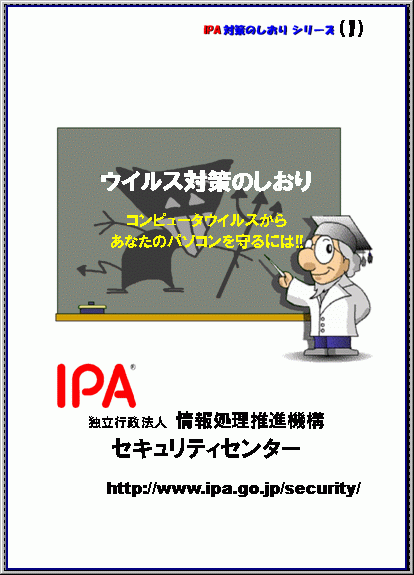 IPA 対策のしおり シリーズ (1)
ウイルス対策のしおり
コンピュータウイルスから
あなたのパソコンを守るには!!
IPA®
独立行政法人 情報処理推進機構
セキュリティセンター
http://www.ipa.go.jp/security/